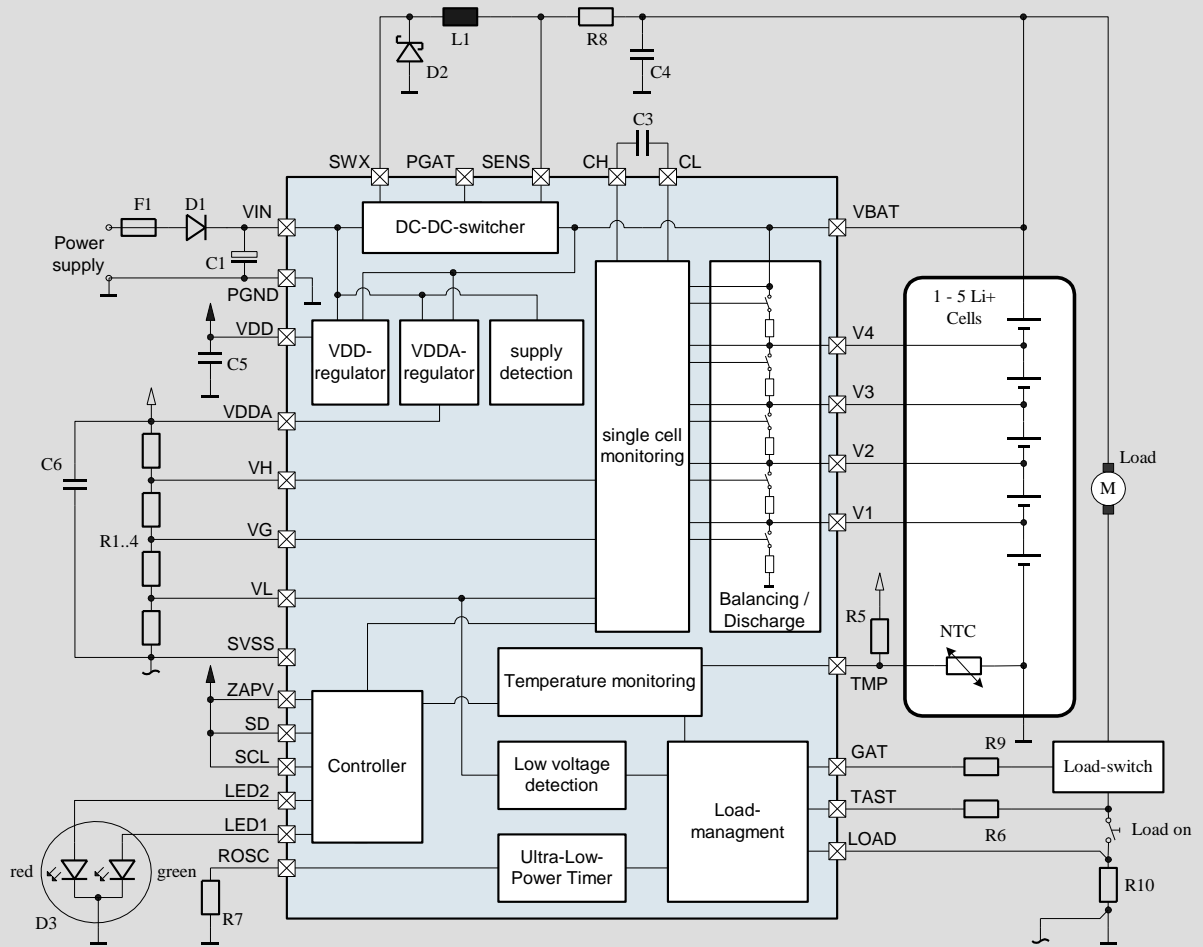 L1
R8
D2
C4
C3
SWX
PGAT
SENS
CH
CL
F1
D1
VIN
DC-DC-switcher
VBAT
Power
supply
C1
PGND
1 - 5 Li+
Cells
VDD
VDD-
regulator
VDDA-
regulator
supply
detection
V4
C5
VDDA
V3
single cell
monitoring
C6
VH
V2
Load
M
R1..4
VG
V1
VL
Balancing /
Discharge
R5
NTC
SVSS
Temperature monitoring
TMP
ZAPV
SD
SCL
Controller
Low voltage
detection
Load-
managment
GAT
R9
Load-switch
LED2
TAST
R6
Load on
LED1
LOAD
ROSC
Ultra-Low-
Power Timer
red
green
R7
R10
D3